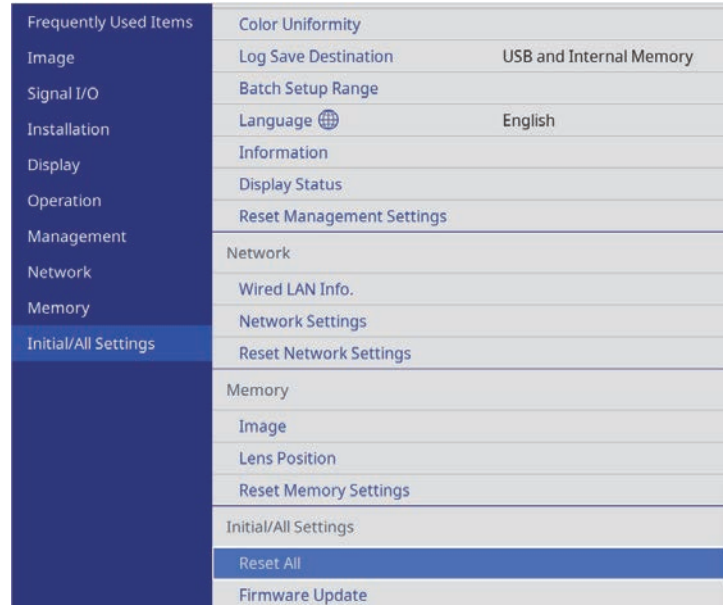 Frequently Used Items
Image
Signal I/O
Installation
Display
Operation
Management
Network
Memory
Initial/All Settings
Color Uniformity
Log Save Destination USB and Internal Memory
Batch Setup Range
Language English
Information
Display Status
Reset Management Settings
Network
Wired LAN Info.
Network Settings
Reset Network Settings
Memory
Image
Lens Position
Reset Memory Settings
Initial/All Settings
Reset All
Firmware Update